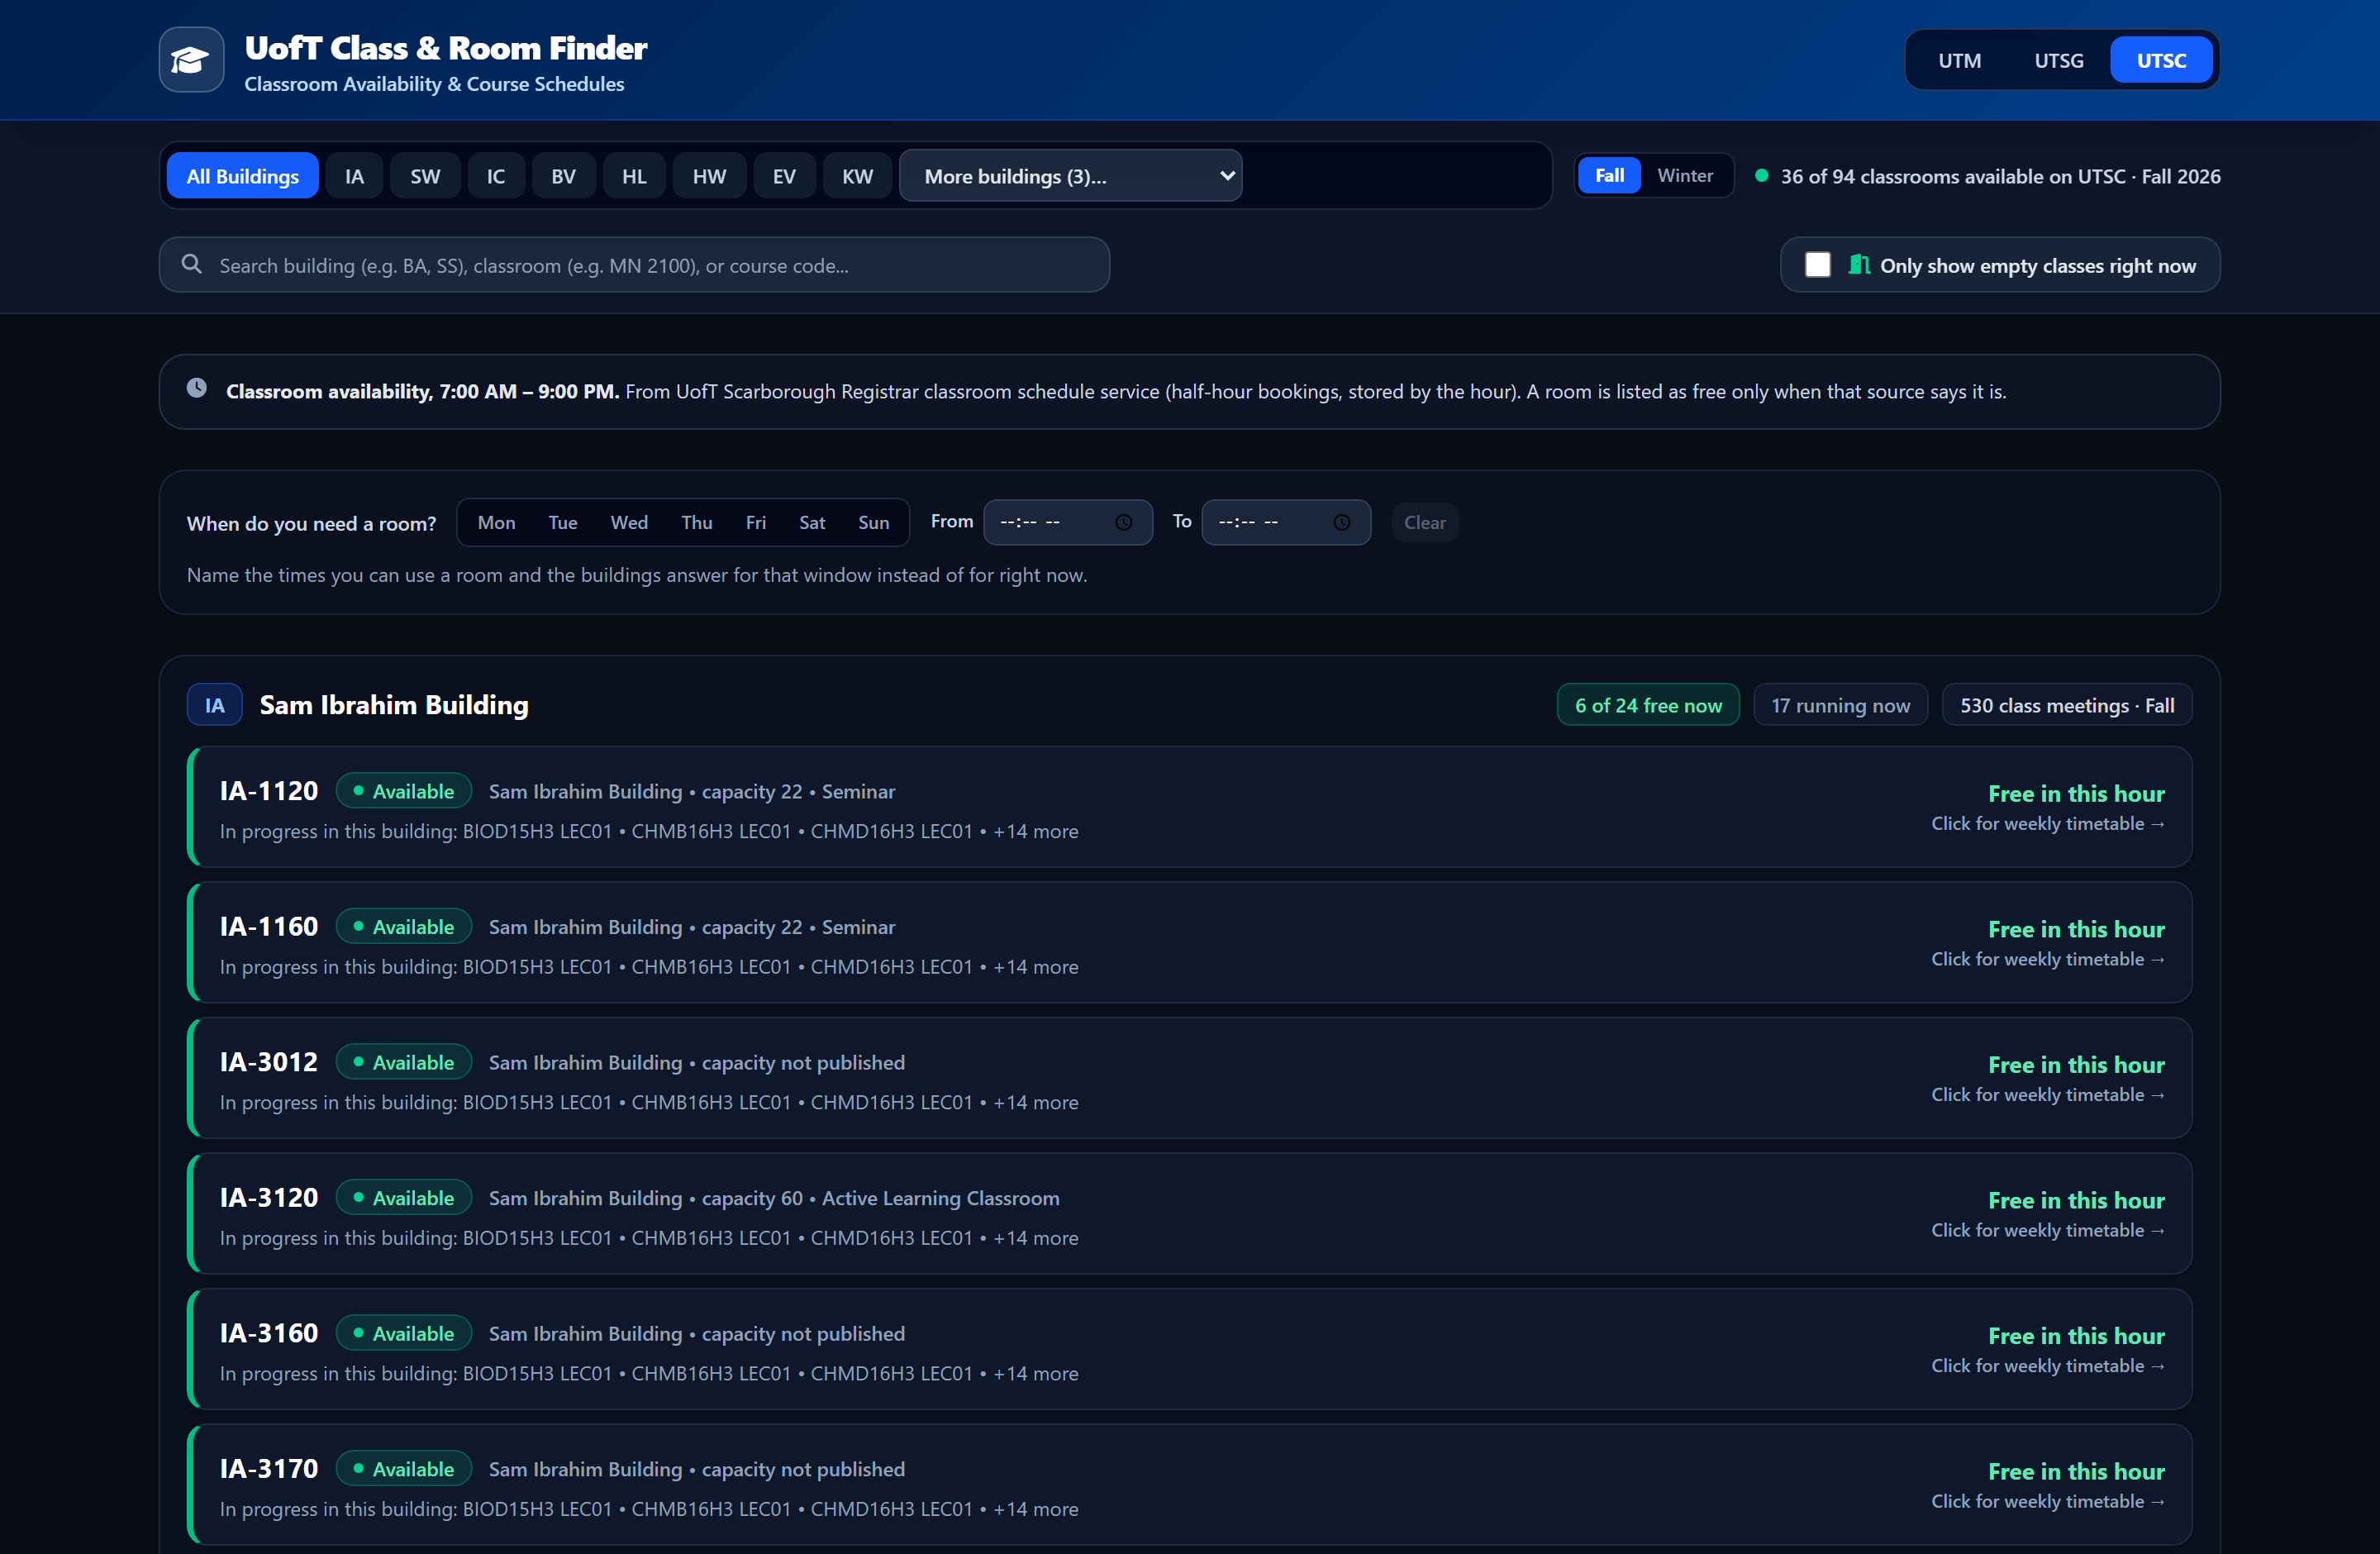 UofT Class & Room Finder
Classroom Availability & Course Schedules
UTM UTSG UTSC
All Buildings IA SW IC BV HL HW EV KW More buildings (3)... Fall Winter 36 of 94 classrooms available on UTSC · Fall 2026
Search building (e.g. BA, SS), classroom (e.g. MN 2100), or course code... Only show empty classes right now
Classroom availability, 7:00 AM – 9:00 PM. From UofT Scarborough Registrar classroom schedule service (half-hour bookings, stored by the hour). A room is listed as free only when that source says it is.
When do you need a room? Mon Tue Wed Thu Fri Sat Sun From --:-- -- To --:-- -- Clear
Name the times you can use a room and the buildings answer for that window instead of for right now.
IA Sam Ibrahim Building 6 of 24 free now 17 running now 530 class meetings · Fall
IA-1120 Available Sam Ibrahim Building • capacity 22 • Seminar Free in this hour
In progress in this building: BIOD15H3 LEC01 • CHMB16H3 LEC01 • CHMD16H3 LEC01 • +14 more Click for weekly timetable →
IA-1160 Available Sam Ibrahim Building • capacity 22 • Seminar Free in this hour
In progress in this building: BIOD15H3 LEC01 • CHMB16H3 LEC01 • CHMD16H3 LEC01 • +14 more Click for weekly timetable →
IA-3012 Available Sam Ibrahim Building • capacity not published Free in this hour
In progress in this building: BIOD15H3 LEC01 • CHMB16H3 LEC01 • CHMD16H3 LEC01 • +14 more Click for weekly timetable →
IA-3120 Available Sam Ibrahim Building • capacity 60 • Active Learning Classroom Free in this hour
In progress in this building: BIOD15H3 LEC01 • CHMB16H3 LEC01 • CHMD16H3 LEC01 • +14 more Click for weekly timetable →
IA-3160 Available Sam Ibrahim Building • capacity not published Free in this hour
In progress in this building: BIOD15H3 LEC01 • CHMB16H3 LEC01 • CHMD16H3 LEC01 • +14 more Click for weekly timetable →
IA-3170 Available Sam Ibrahim Building • capacity not published Free in this hour
In progress in this building: BIOD15H3 LEC01 • CHMB16H3 LEC01 • CHMD16H3 LEC01 • +14 more Click for weekly timetable →